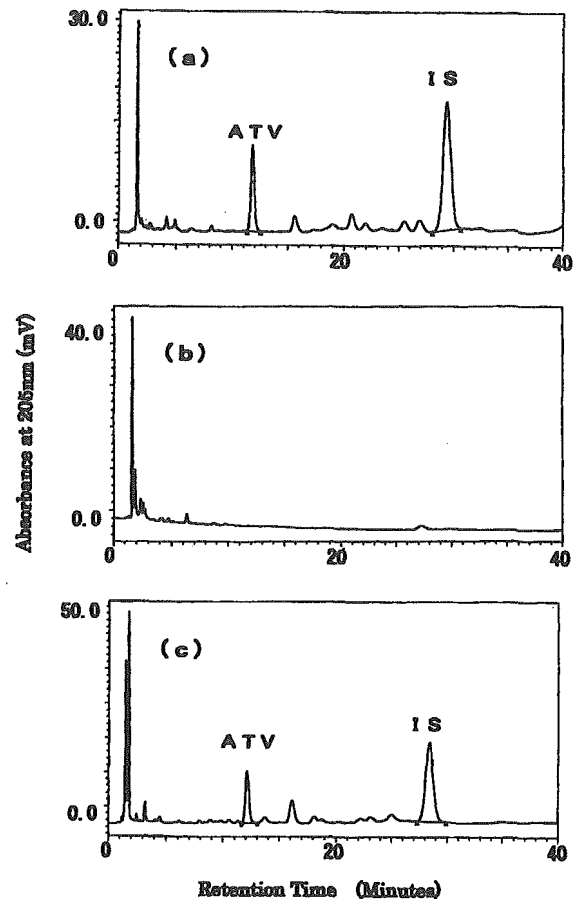 30.0
(a)
IS
ATV
0.0
0 20 40
40.0
(b)
0.0
0 20 40
50.0
(c)
IS
ATV
0.0
0 20 40
Absorbance at 205nm (mV)
Retention Time (Minutes)